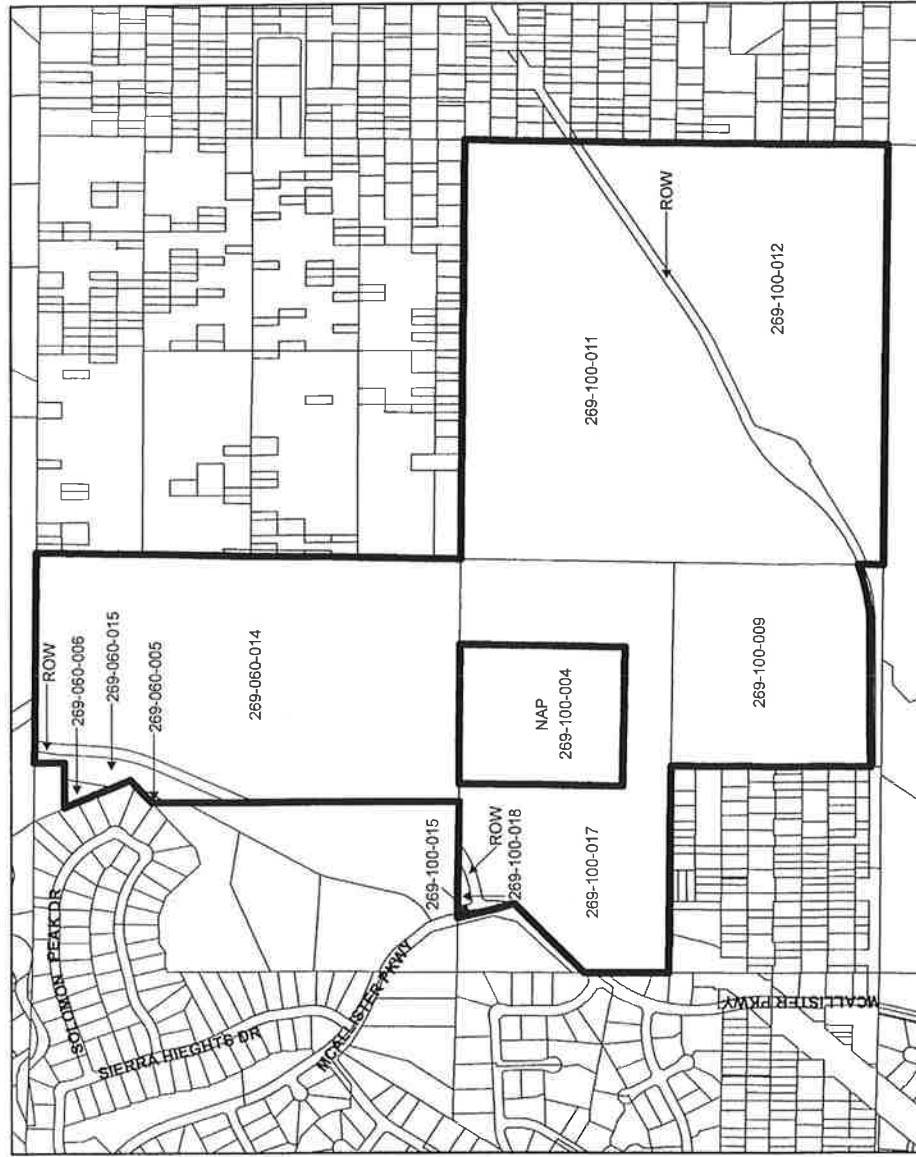 ROW
269-060-006
269-060-015
269-060-005
269-060-014
SOLOMON PEAK DR
SIERRA HIEGHTS DR
MCALLISTER PKWY
269-100-015
ROW
269-100-018
269-100-017
NAP
269-100-004
269-100-009
MCALLISTER PKWY
269-100-011
ROW
269-100-012